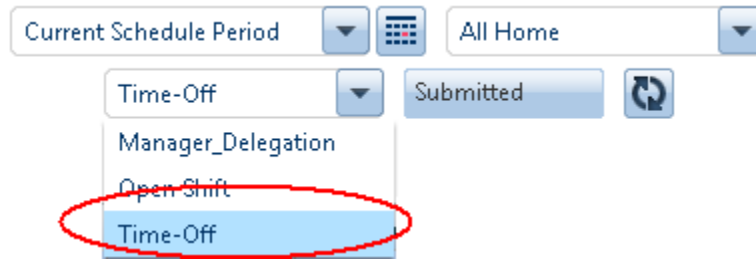 Current Schedule Period All Home
Time-Off Submitted
Manager_Delegation
Open Shift
Time-Off